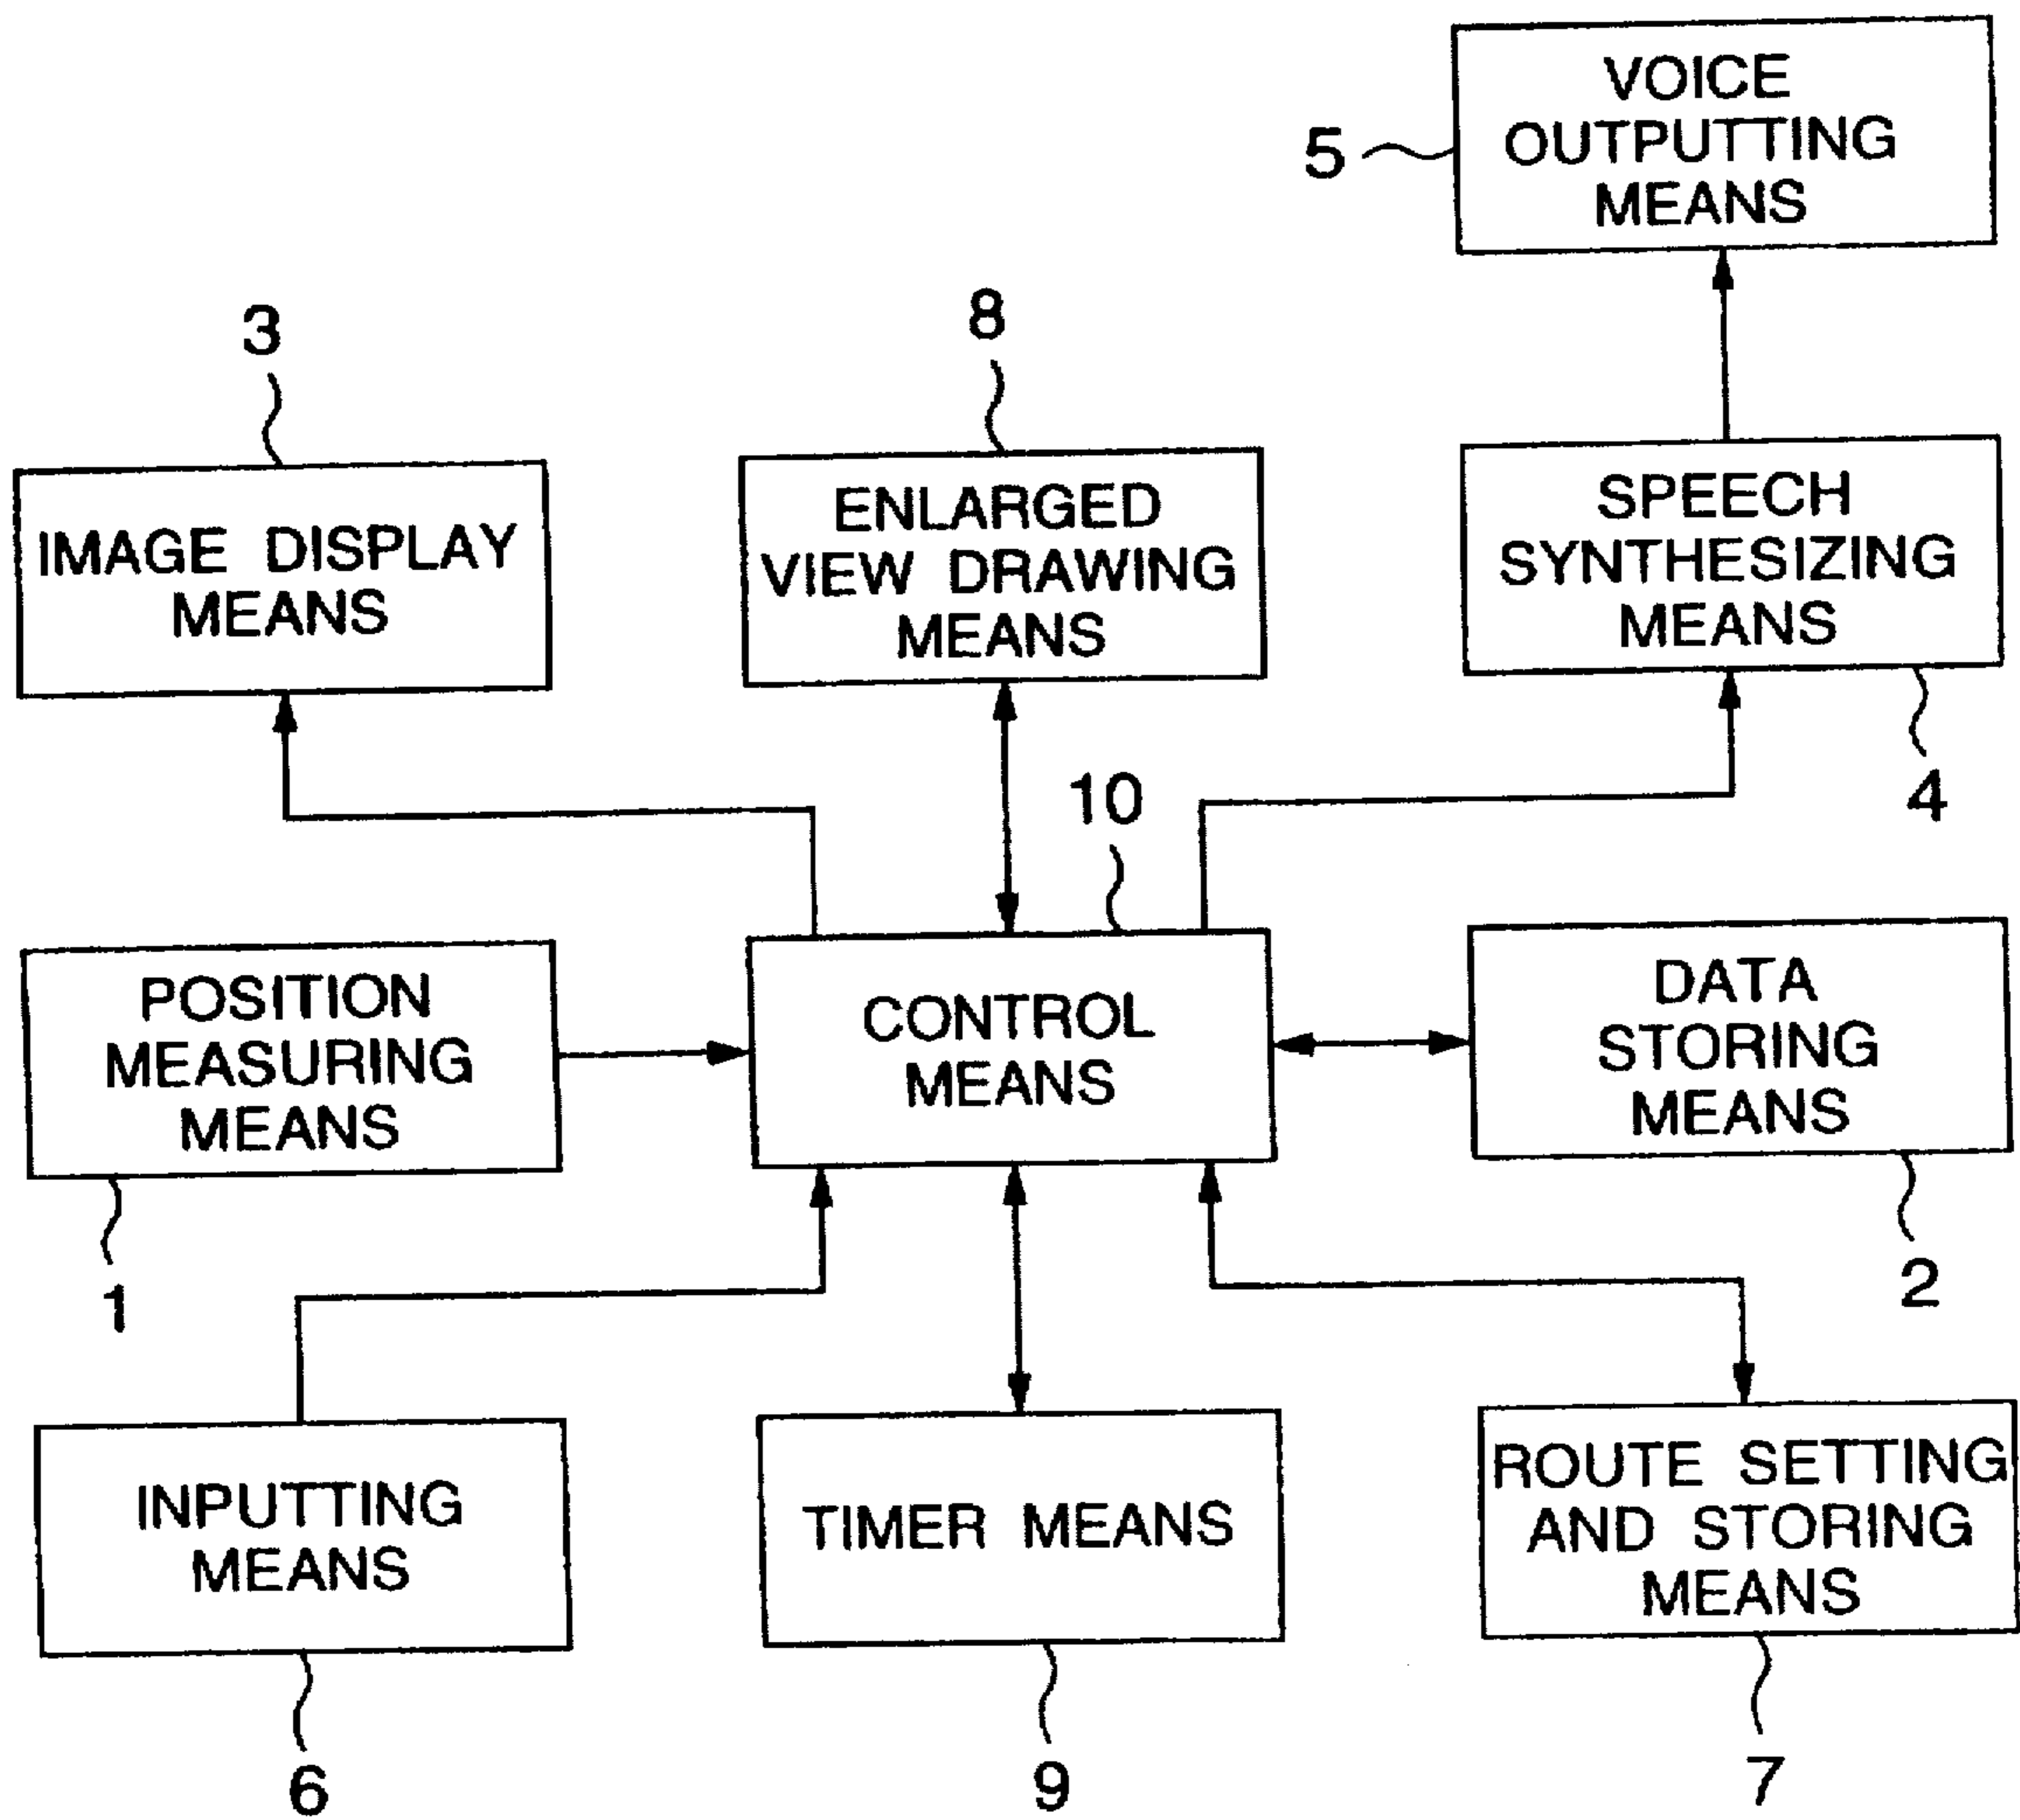 VOICE
OUTPUTTING
MEANS
5
3
8
IMAGE DISPLAY
MEANS
ENLARGED
VIEW DRAWING
MEANS
SPEECH
SYNTHESIZING
MEANS
4
10
POSITION
MEASURING
MEANS
1
CONTROL
MEANS
DATA
STORING
MEANS
2
INPUTTING
MEANS
6
TIMER MEANS
9
ROUTE SETTING
AND STORING
MEANS
7